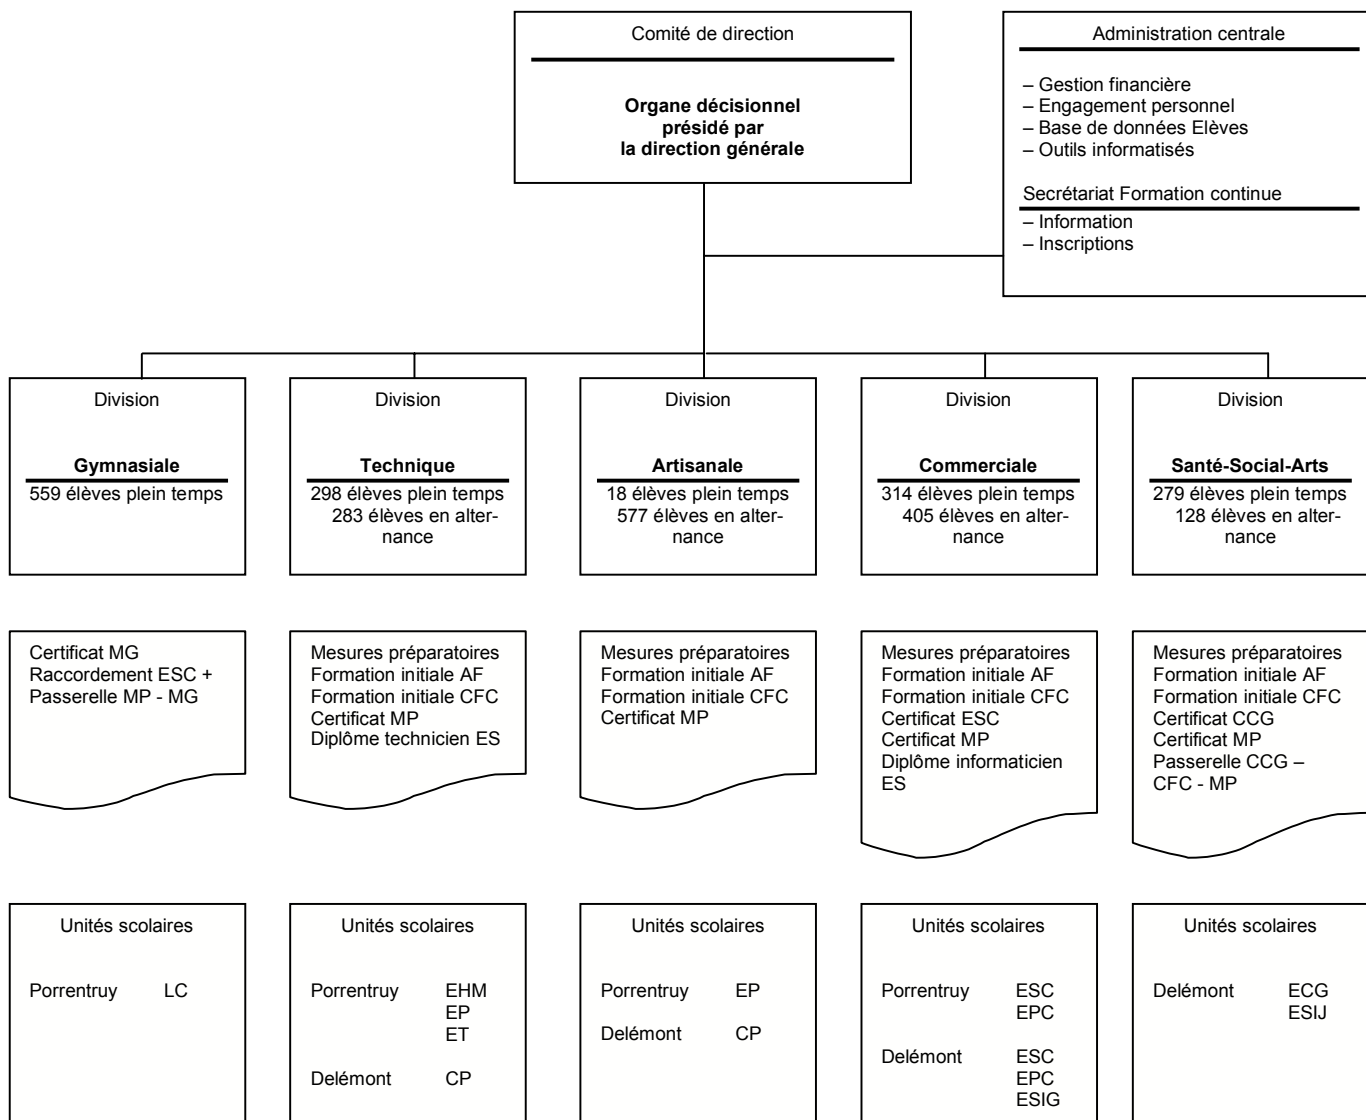 Comité de direction
Organe décisionnel
présidé par
la direction générale
Administration centrale
– Gestion financière
– Engagement personnel
– Base de données Elèves
– Outils informatisés
Secrétariat Formation continue
– Information
– Inscriptions
Division
Gymnasiale
559 élèves plein temps
Division
Technique
298 élèves plein temps
283 élèves en alter-
nance
Division
Artisanale
18 élèves plein temps
577 élèves en alter-
nance
Division
Commerciale
314 élèves plein temps
405 élèves en alter-
nance
Division
Santé-Social-Arts
279 élèves plein temps
128 élèves en alter-
nance
Certificat MG
Raccordement ESC +
Passerelle MP - MG
Mesures préparatoires
Formation initiale AF
Formation initiale CFC
Certificat MP
Diplôme technicien ES
Mesures préparatoires
Formation initiale AF
Formation initiale CFC
Certificat MP
Mesures préparatoires
Formation initiale AF
Formation initiale CFC
Certificat ESC
Certificat MP
Diplôme informaticien
ES
Mesures préparatoires
Formation initiale AF
Formation initiale CFC
Certificat CCG
Certificat MP
Passerelle CCG –
CFC - MP
Unités scolaires
Porrentruy LC
Unités scolaires
Porrentruy EHM
EP
ET
Delémont CP
Unités scolaires
Porrentruy EP
Delémont CP
Unités scolaires
Porrentruy ESC
EPC
Delémont ESC
EPC
ESIG
Unités scolaires
Delémont ECG
ESIJ